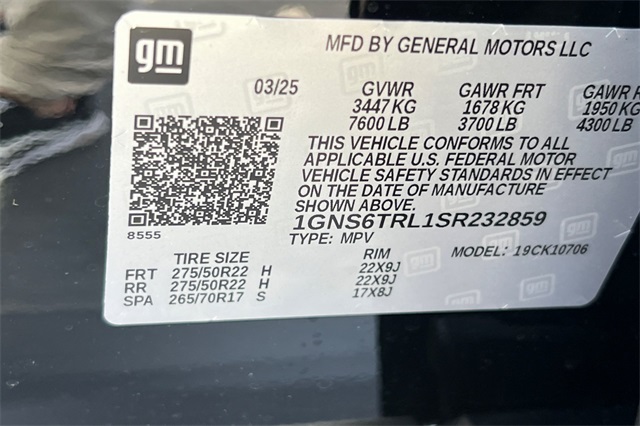 gm
MFD BY GENERAL MOTORS LLC
03/25 GVWR GAWR FRT GAWR R
3447 KG 1678 KG 1950 KG
7600 LB 3700 LB 4300 LB
THIS VEHICLE CONFORMS TO ALL
APPLICABLE U.S. FEDERAL MOTOR
VEHICLE SAFETY STANDARDS IN EFFECT
ON THE DATE OF MANUFACTURE
SHOWN ABOVE.
1GNS6TRL1SR232859
8555
TYPE: MPV MODEL: 19CK10706
TIRE SIZE RIM
FRT 275/50R22 H 22X9J
RR 275/50R22 H 22X9J
SPA 265/70R17 S 17X8J